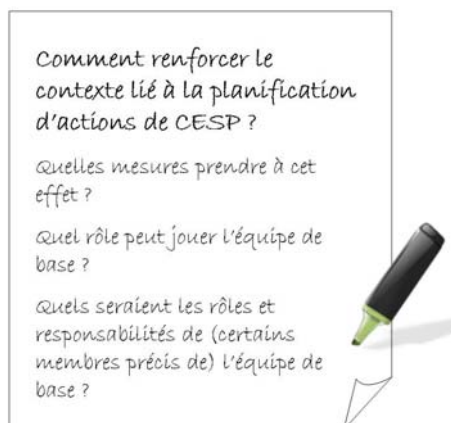 Comment renforcer le
contexte lié à la planification
d'actions de CESP ?
Quelles mesures prendre à cet
effet ?
Quel rôle peut jouer l'équipe de
base ?
Quels seraient les rôles et
responsabilités de (certains
membres précis de) l'équipe de
base ?